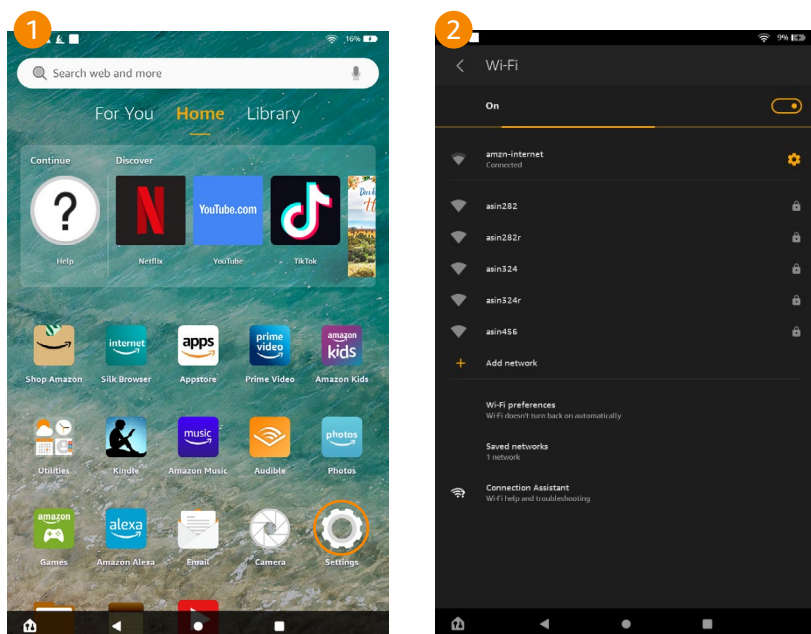 1
16%
Search web and more
For You Home Library
Continue Discover
?
N
YouTube.com
Help Netflix YouTube TikTok
internet
apps
prime video
amazon kids
Shop Amazon Silk Browser Appstore Prime Video Amazon Kids
music
photos
Utilities Kindle Amazon Music Audible Photos
amazon
alexa
Games Amazon Alexa Email Camera Settings
2
9%
Wi-Fi
On
amzn-internet
Connected
asin282
asin282r
asin324
asin324r
asin456
+ Add network
Wi-Fi preferences
Wi-Fi doesn't turn back on automatically
Saved networks
1 network
Connection Assistant
Wi-Fi help and troubleshooting